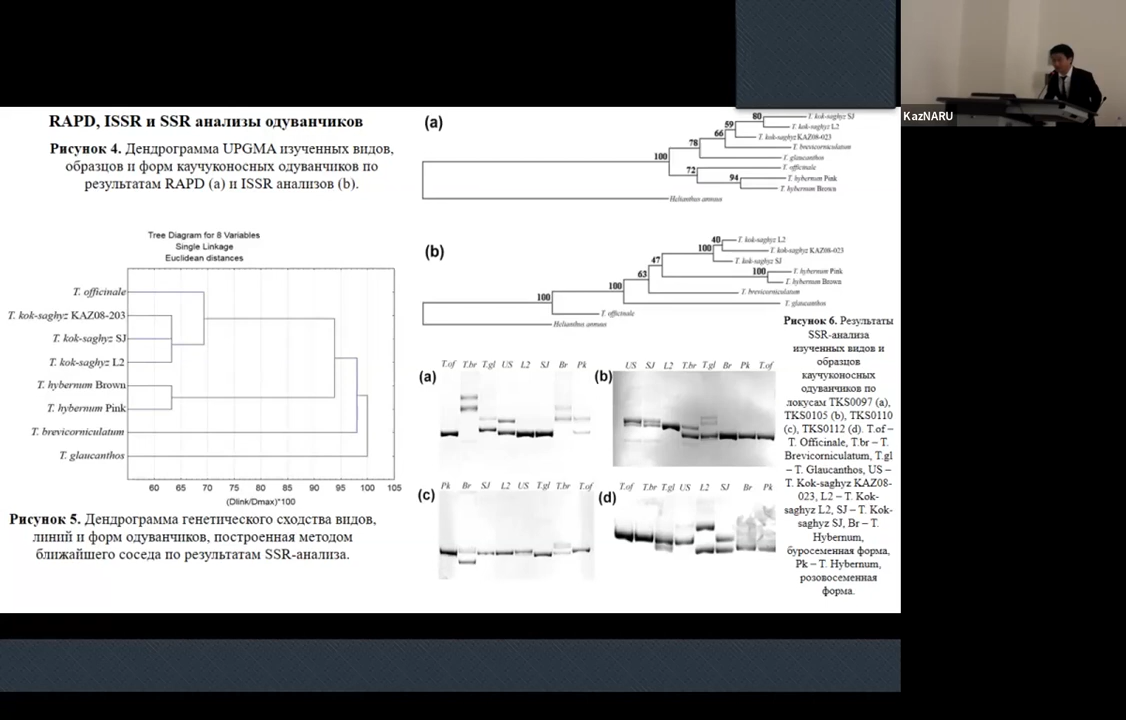 RAPD, ISSR и SSR анализы одуванчиков
Рисунок 4. Дендрограмма UPGMA изученных видов,
образцов и форм каучуконосных одуванчиков по
результатам RAPD (a) и ISSR анализов (b).
Tree Diagram for 8 Variables
Single Linkage
Euclidean distances
T. officinale
T. kok-saghyz KAZ08-203
T. kok-saghyz SJ
T. kok-saghyz L2
T. hybernum Brown
T. hybernum Pink
T. brevicorniculatum
T. glaucanthos
60 65 70 75 80 85 90 95 100 105
(Dlink/Dmax)*100
Рисунок 5. Дендрограмма генетического сходства видов,
линий и форм одуванчиков, построенная методом
ближайшего соседа по результатам SSR-анализа.
(a)
80 T. kok-saghyz SJ
59 T. kok-saghyz L2
66 T. kok-saghyz KAZ08-023
78 T. brevicorniculatum
100 T. glaucanthos
72 T. officinale
94 T. hybernum Pink
T. hybernum Brown
Helianthus annuus
(b)
40 T. kok-saghyz L2
100 T. kok-saghyz KAZ08-023
47 T. kok-saghyz SJ
63 100 T. hybernum Pink
T. hybernum Brown
100 T. brevicorniculatum
100 T. glaucanthos
T. officinale
Helianthus annuus
(a) T.of T.br T.gl US L2 SJ Br Pk
(b) US SJ L2 T.br T.gl Br Pk T.of
(c) Pk Br SJ L2 US T.gl T.br T.of
(d) T.of T.br T.gl US L2 SJ Br Pk
Рисунок 6. Результаты
SSR-анализа
изученных видов и
образцов
каучуконосных
одуванчиков по
локусам TKS0097 (a),
TKS0105 (b), TKS0110
(c), TKS0112 (d). T.of –
T. Officinale, T.br – T.
Brevicorniculatum, T.gl
– T. Glaucanthos, US –
T. Kok-saghyz KAZ08-
023, L2 – T. Kok-
saghyz L2, SJ – T. Kok-
saghyz SJ, Br – T.
Hybernum,
буросеменная форма,
Pk – T. Hybernum,
розовосеменная
форма.
KazNARU